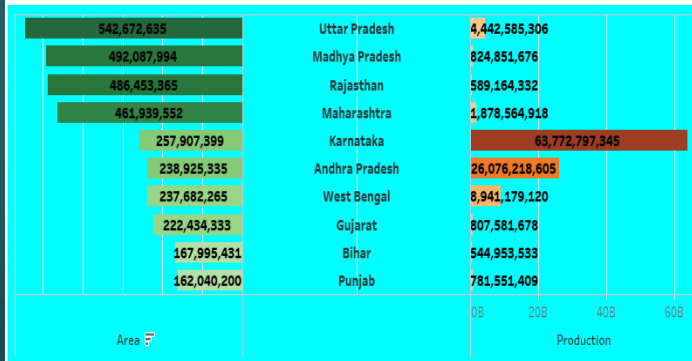 542,672,635 Uttar Pradesh 4,442,585,306
492,087,994 Madhya Pradesh 824,851,676
486,453,365 Rajasthan 589,164,332
461,939,552 Maharashtra 1,878,564,918
257,907,399 Karnataka 63,772,797,345
238,925,335 Andhra Pradesh 26,076,218,605
237,682,265 West Bengal 8,941,179,120
222,434,333 Gujarat 807,581,678
167,995,431 Bihar 544,953,533
162,040,200 Punjab 781,551,409
0B 20B 40B 60B
Area Production